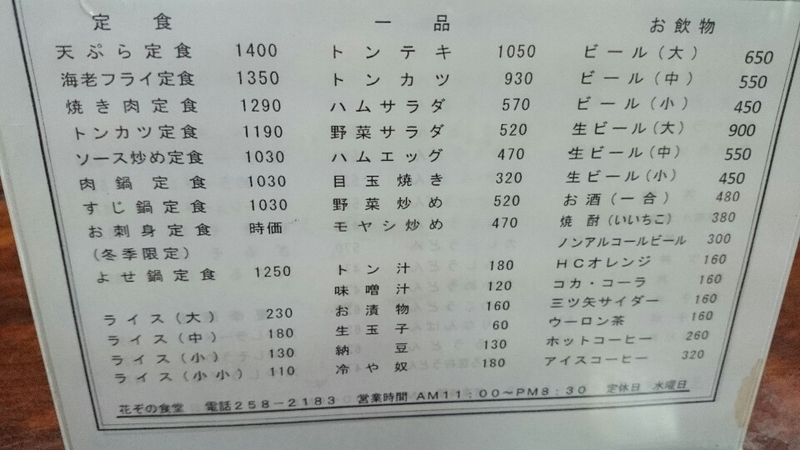 定食
天ぷら定食 1400
海老フライ定食 1350
焼き肉定食 1290
トンカツ定食 1190
ソース炒め定食 1030
肉鍋定食 1030
すじ鍋定食 1030
お刺身定食 時価
(冬季限定)
よせ鍋定食 1250
ライス(大) 230
ライス(中) 180
ライス(小) 130
ライス(小小) 110
一品
トンテキ 1050
トンカツ 930
ハムサラダ 570
野菜サラダ 520
ハムエッグ 470
目玉焼き 320
野菜炒め 520
モヤシ炒め 470
トン汁 180
味噌汁 120
お漬物 160
生玉子 60
納豆 130
冷や奴 180
お飲物
ビール(大) 650
ビール(中) 550
ビール(小) 450
生ビール(大) 900
生ビール(中) 550
生ビール(小) 450
お酒(一合) 480
焼酎(いいちこ) 380
ノンアルコールビール 300
HCオレンジ 160
コカ・コーラ 160
三ツ矢サイダー 160
ウーロン茶 160
ホットコーヒー 260
アイスコーヒー 320
花ぞの食堂 電話258-2183 営業時間 AM11:00～PM8:30 定休日 水曜日